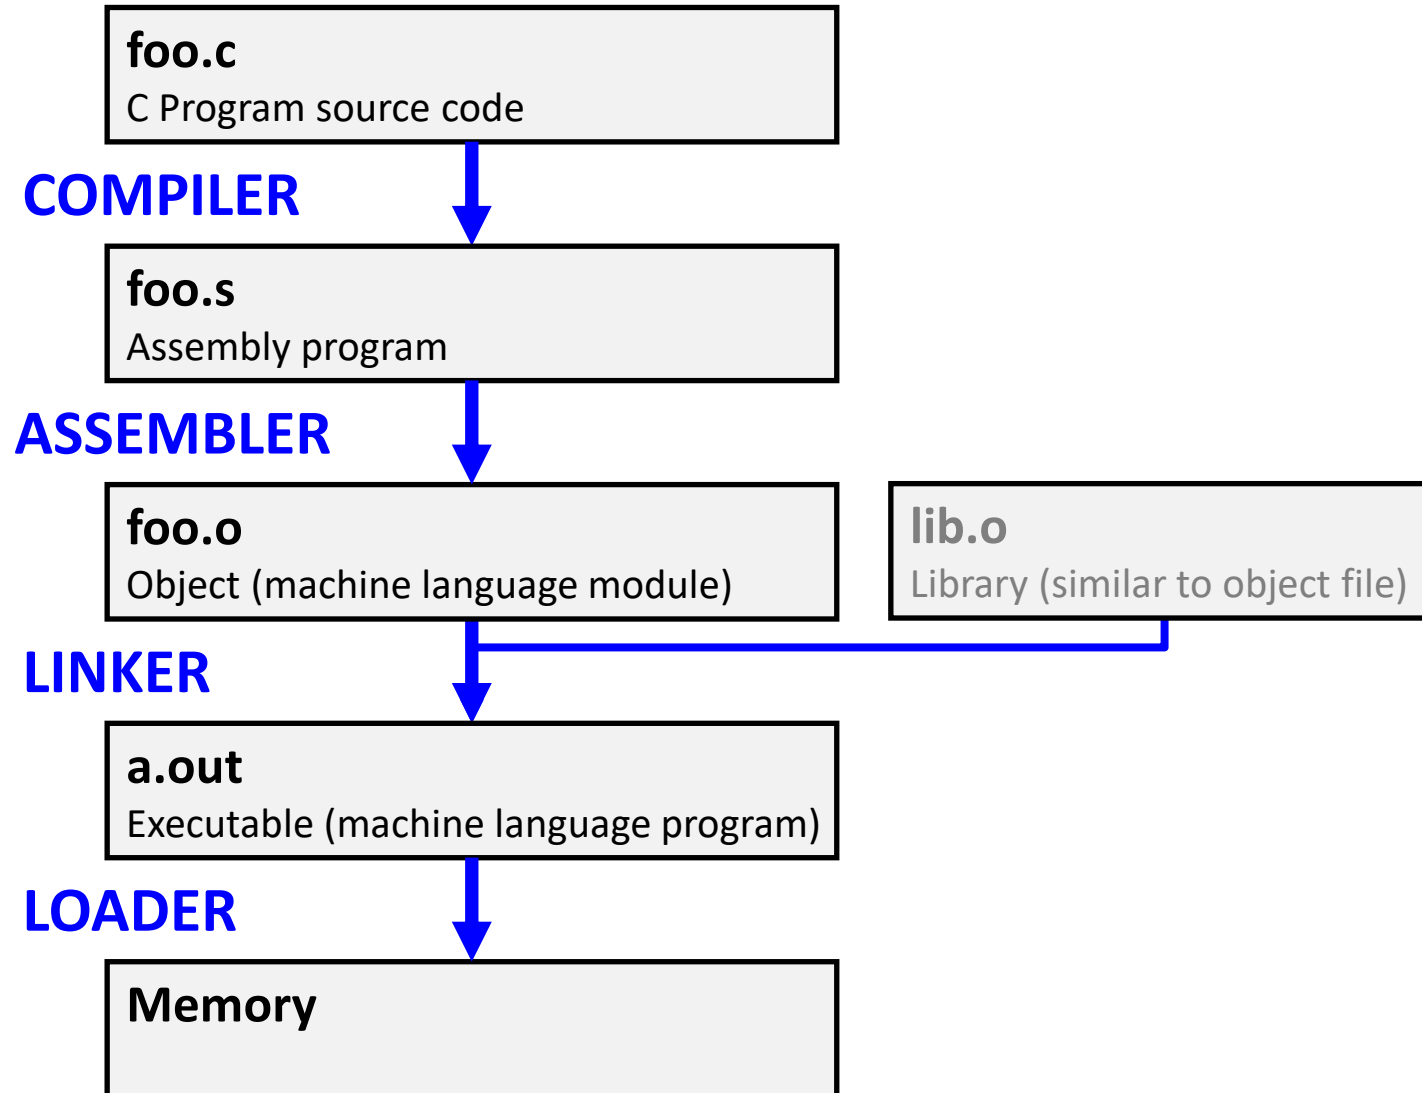 foo.c
C Program source code
COMPILER
foo.s
Assembly program
ASSEMBLER
foo.o
Object (machine language module)
lib.o
Library (similar to object file)
LINKER
a.out
Executable (machine language program)
LOADER
Memory